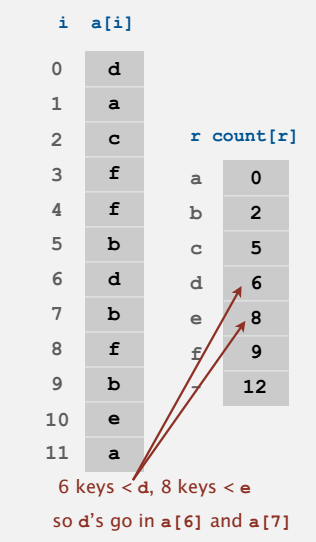 i a[i]
0 d
1 a
2 c r count[r]
3 f a 0
4 f b 2
5 b c 5
6 d d 6
7 b e 8
8 f f 9
9 b - 12
10 e
11 a
6 keys < d, 8 keys < e
so d's go in a[6] and a[7]